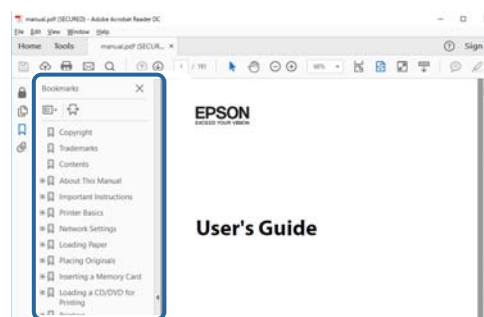 manual.pdf (SECURED) - Adobe Acrobat Reader DC
File Edit View Window Help
Home Tools manual.pdf (SECUR... × Sign
1 / 191
Bookmarks
Copyright
Trademarks
Contents
About This Manual
Important Instructions
Printer Basics
Network Settings
Loading Paper
Placing Originals
Inserting a Memory Card
Loading a CD/DVD for
Printing
EPSON
EXCEED YOUR VISION
User's Guide